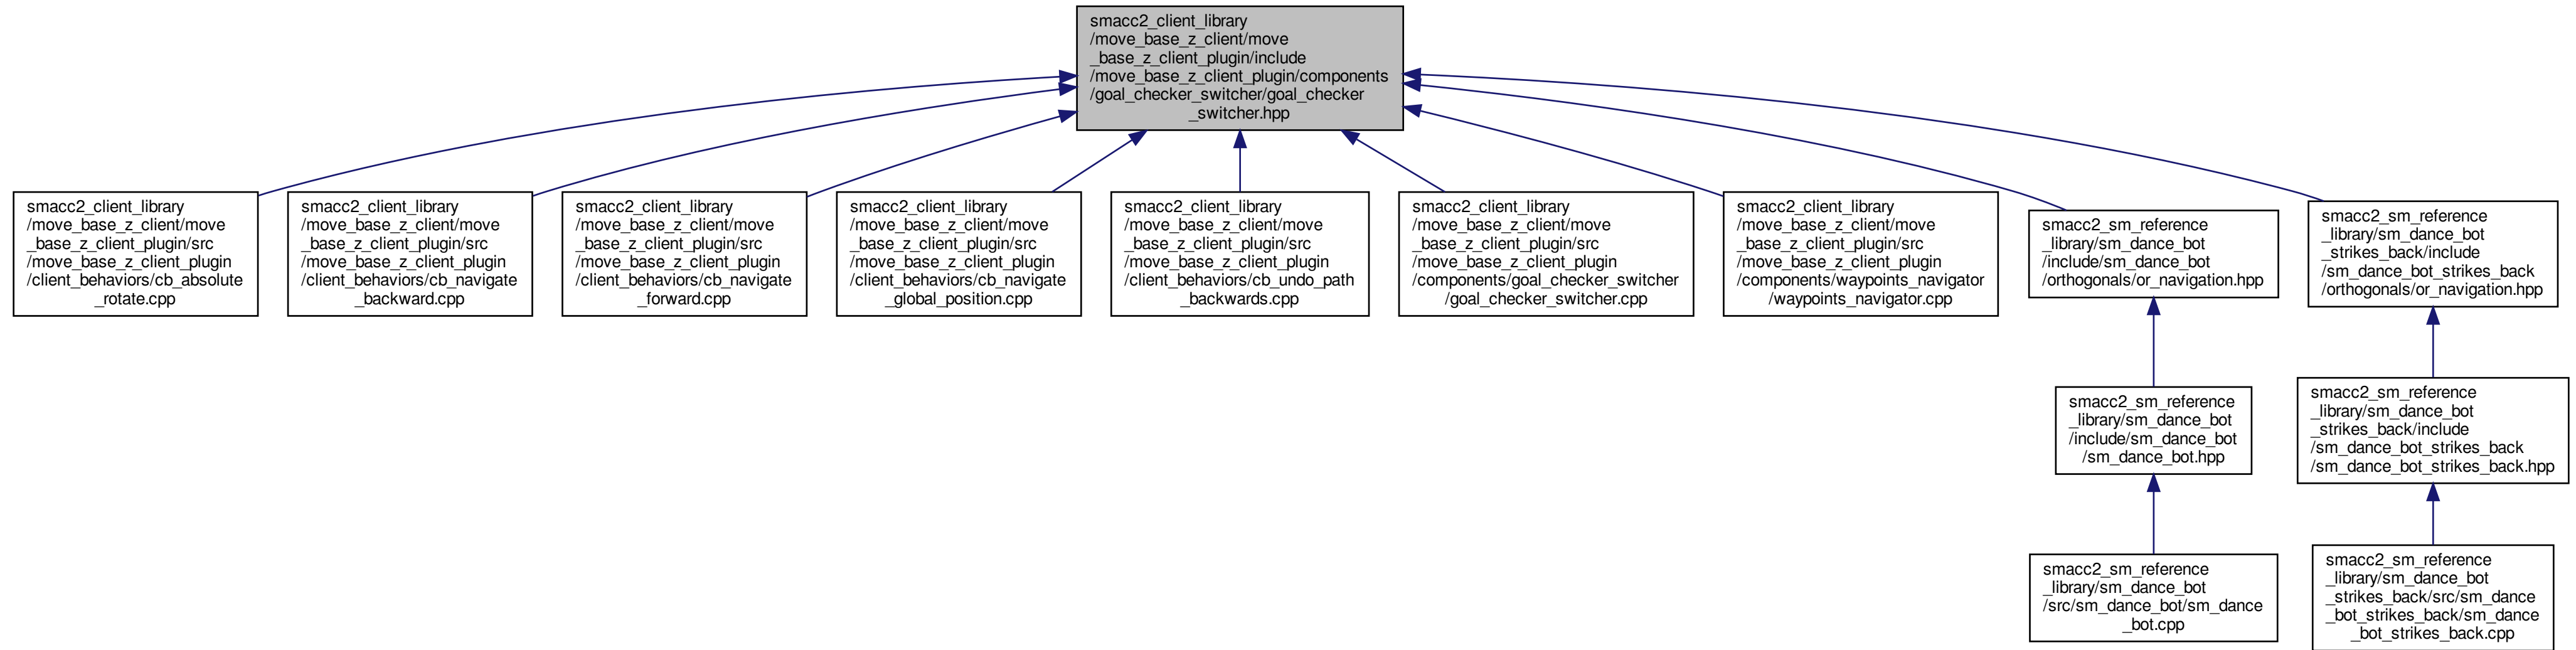 smacc2_client_library
/move_base_z_client/move
_base_z_client_plugin/include
/move_base_z_client_plugin/components
/goal_checker_switcher/goal_checker
_switcher.hpp
smacc2_client_library
/move_base_z_client/move
_base_z_client_plugin/src
/move_base_z_client_plugin
/client_behaviors/cb_absolute
_rotate.cpp
smacc2_client_library
/move_base_z_client/move
_base_z_client_plugin/src
/move_base_z_client_plugin
/client_behaviors/cb_navigate
_backward.cpp
smacc2_client_library
/move_base_z_client/move
_base_z_client_plugin/src
/move_base_z_client_plugin
/client_behaviors/cb_navigate
_forward.cpp
smacc2_client_library
/move_base_z_client/move
_base_z_client_plugin/src
/move_base_z_client_plugin
/client_behaviors/cb_navigate
_global_position.cpp
smacc2_client_library
/move_base_z_client/move
_base_z_client_plugin/src
/move_base_z_client_plugin
/client_behaviors/cb_undo_path
_backwards.cpp
smacc2_client_library
/move_base_z_client/move
_base_z_client_plugin/src
/move_base_z_client_plugin
/components/goal_checker_switcher
/goal_checker_switcher.cpp
smacc2_client_library
/move_base_z_client/move
_base_z_client_plugin/src
/move_base_z_client_plugin
/components/waypoints_navigator
/waypoints_navigator.cpp
smacc2_sm_reference
_library/sm_dance_bot
/include/sm_dance_bot
/orthogonals/or_navigation.hpp
smacc2_sm_reference
_library/sm_dance_bot
_strikes_back/include
/sm_dance_bot_strikes_back
/orthogonals/or_navigation.hpp
smacc2_sm_reference
_library/sm_dance_bot
/include/sm_dance_bot
/sm_dance_bot.hpp
smacc2_sm_reference
_library/sm_dance_bot
_strikes_back/include
/sm_dance_bot_strikes_back
/sm_dance_bot_strikes_back.hpp
smacc2_sm_reference
_library/sm_dance_bot
/src/sm_dance_bot/sm_dance
_bot.cpp
smacc2_sm_reference
_library/sm_dance_bot
_strikes_back/src/sm_dance
_bot_strikes_back/sm_dance
_bot_strikes_back.cpp